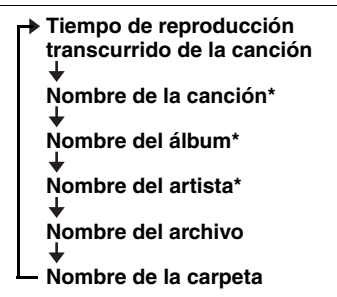 Tiempo de reproducción
transcurrido de la canción
Nombre de la canción*
Nombre del álbum*
Nombre del artista*
Nombre del archivo
Nombre de la carpeta